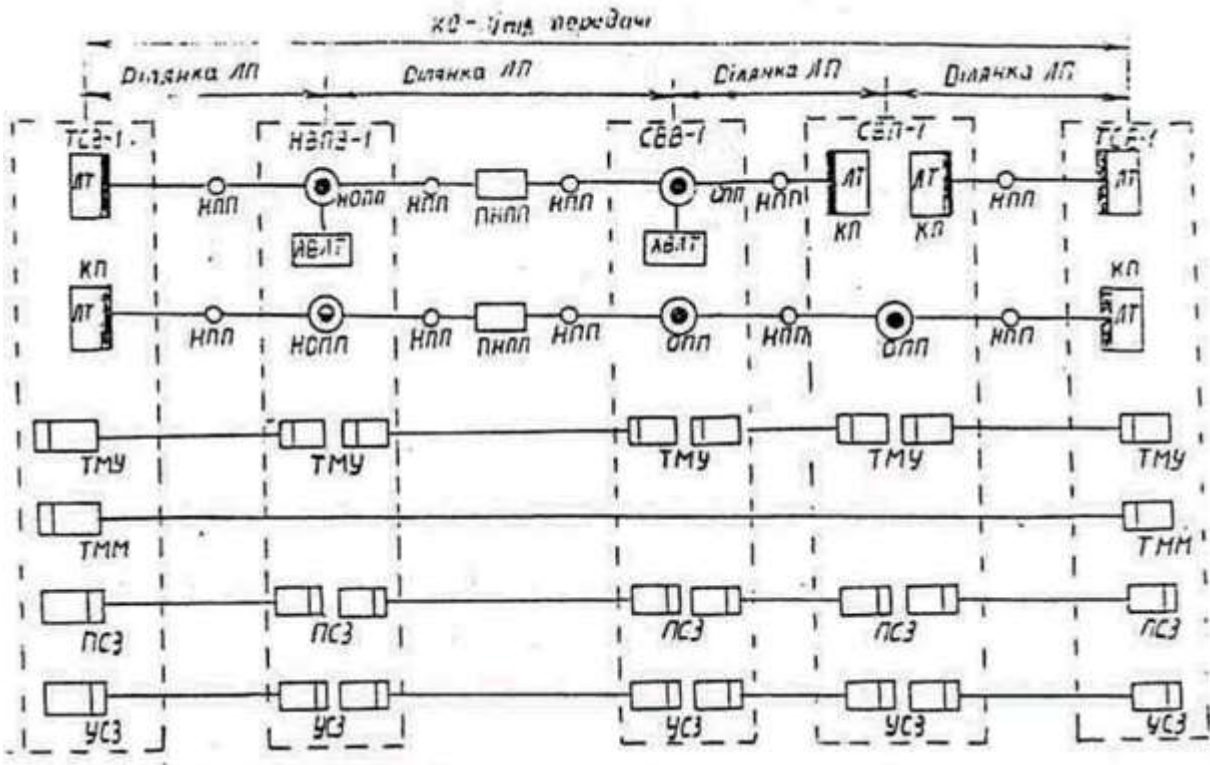 передачі
Ділянка ЛП Ділянка ЛП Ділянка ЛП Ділянка ЛП
ТСВ-1 НВПВ-1 СВВ-1 СВП-1 ТСВ-1
ЛТ ЛТ ЛТ ЛТ
НПП НОПП НПП ПНПП НПП ОПП НПП КП КП НПП
АВЛТ АВЛТ
КП КП
ЛТ ЛТ
НПП НОПП НПП ПНПП НПП ОПП НПП ОПП НПП
ТМУ ТМУ ТМУ ТМУ ТМУ
ТММ ТММ
ПСЗ ПСЗ ПСЗ ПСЗ ПСЗ
УСЗ УСЗ УСЗ УСЗ УСЗ